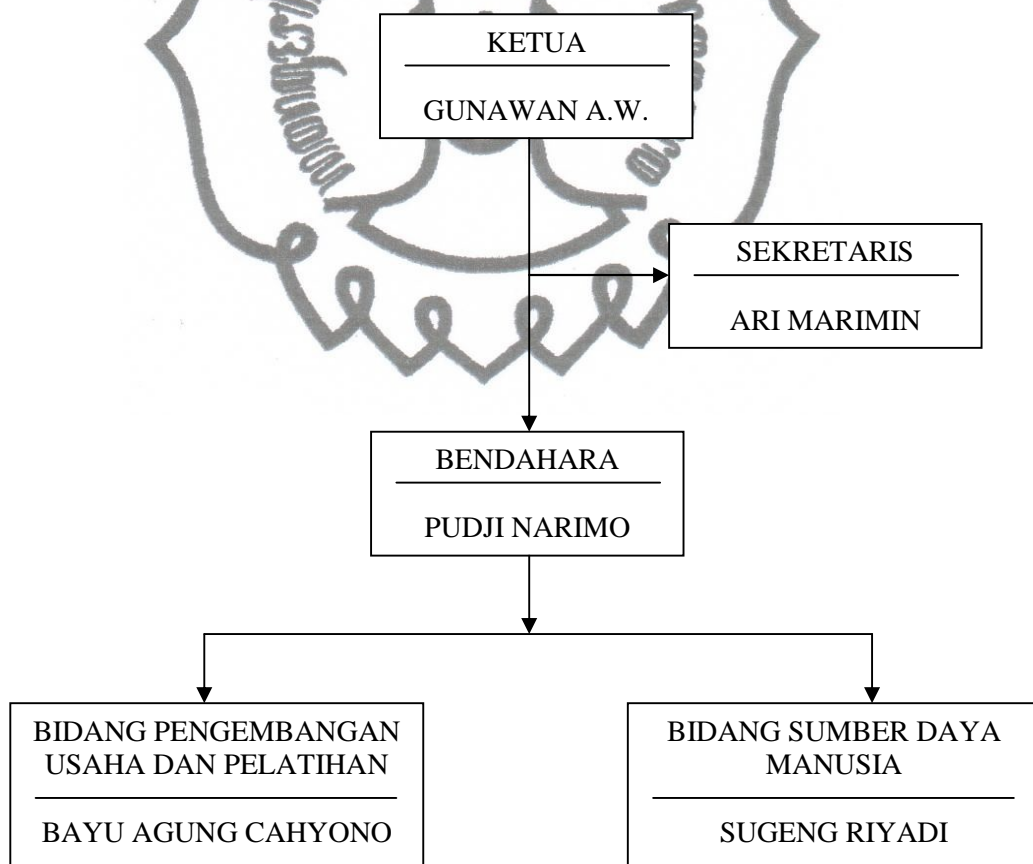 KETUA
GUNAWAN A.W.
SEKRETARIS
ARI MARIMIN
BENDAHARA
PUDJI NARIMO
BIDANG PENGEMBANGAN
USAHA DAN PELATIHAN
BAYU AGUNG CAHYONO
BIDANG SUMBER DAYA
MANUSIA
SUGENG RIYADI